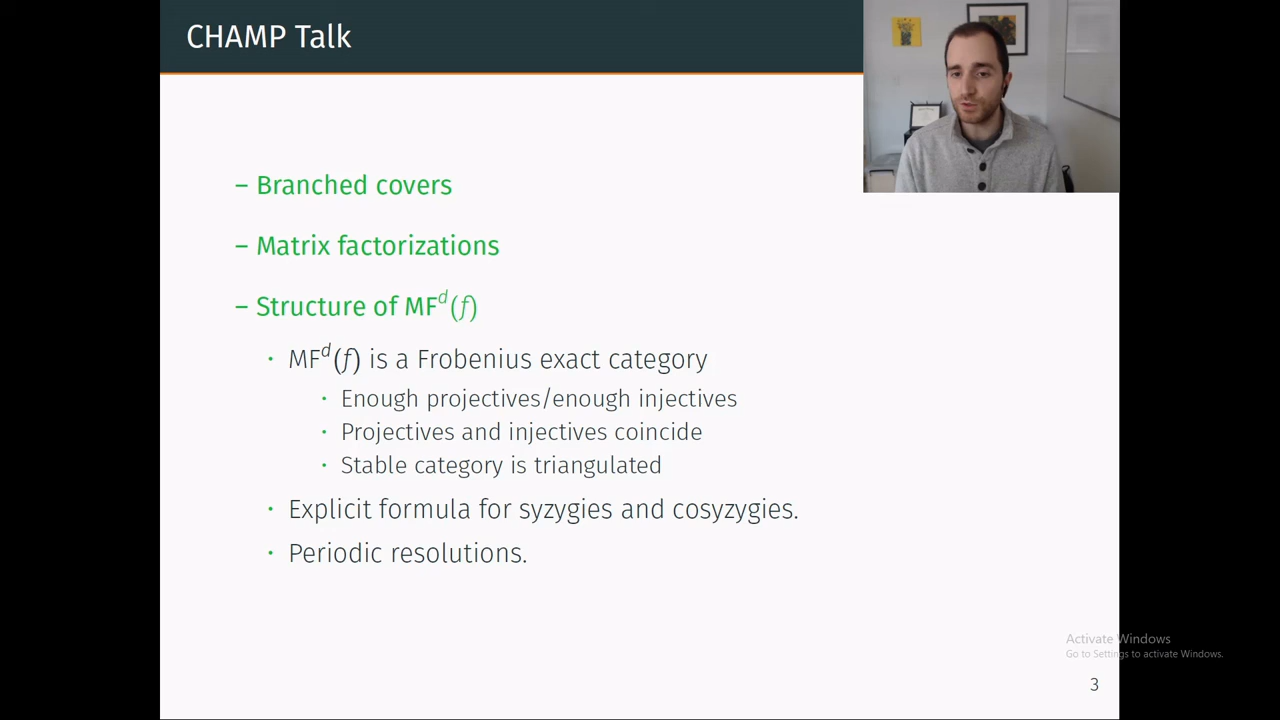 CHAMP Talk
– Branched covers
– Matrix factorizations
– Structure of MF^d(f)
· MF^d(f) is a Frobenius exact category
· Enough projectives/enough injectives
· Projectives and injectives coincide
· Stable category is triangulated
· Explicit formula for syzygies and cosyzygies.
· Periodic resolutions.
Activate Windows
Go to Settings to activate Windows.
3